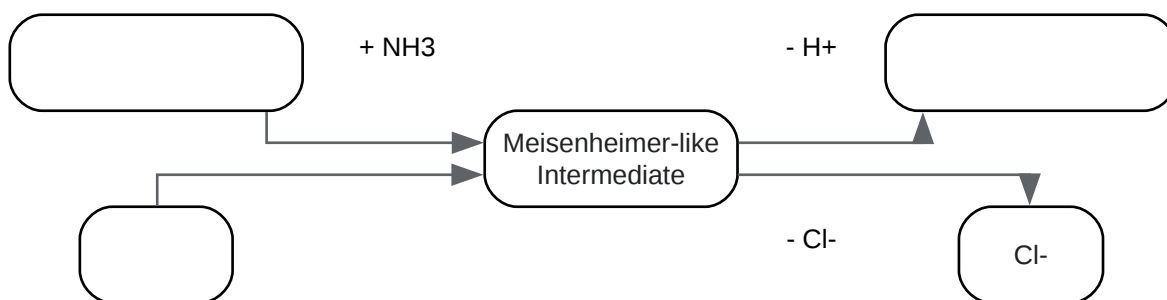 + NH3
- H+
Meisenheimer-like
Intermediate
- Cl-
Cl-